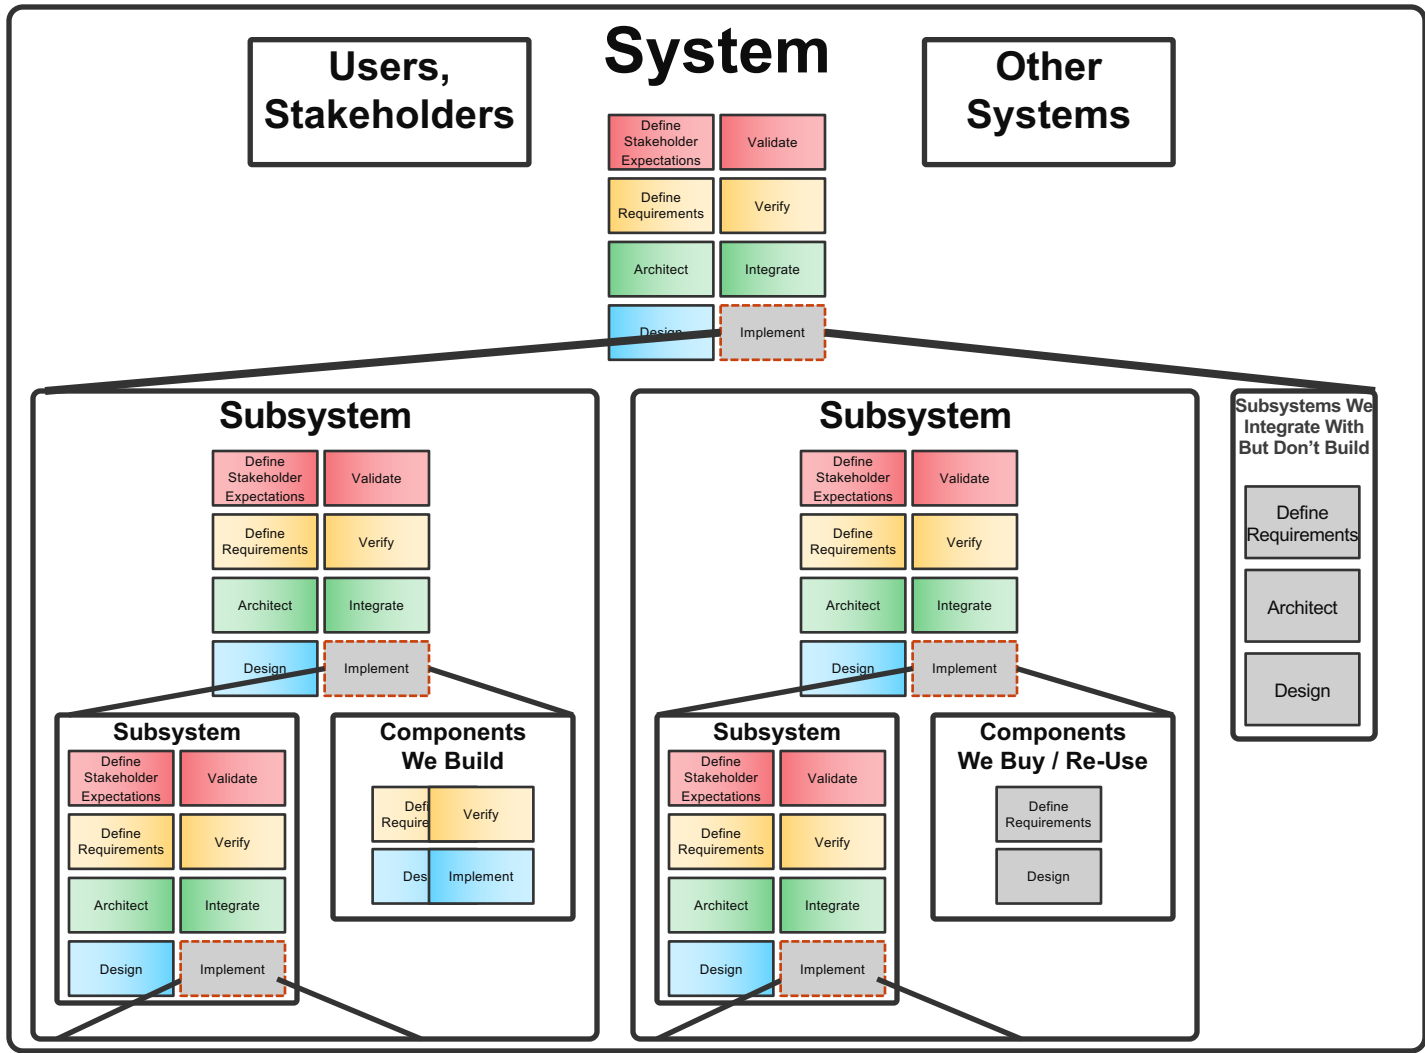 System
Users,
Stakeholders
Other
Systems
Define
Stakeholder
Expectations
Validate
Define
Requirements
Verify
Architect
Integrate
Design
Implement
Subsystem
Define
Stakeholder
Expectations
Validate
Define
Requirements
Verify
Architect
Integrate
Design
Implement
Subsystem
Define
Stakeholder
Expectations
Validate
Define
Requirements
Verify
Architect
Integrate
Design
Implement
Components
We Build
Defi
Require
Verify
Des
Implement
Subsystem
Define
Stakeholder
Expectations
Validate
Define
Requirements
Verify
Architect
Integrate
Design
Implement
Subsystem
Define
Stakeholder
Expectations
Validate
Define
Requirements
Verify
Architect
Integrate
Design
Implement
Components
We Buy / Re-Use
Define
Requirements
Design
Subsystems We
Integrate With
But Don’t Build
Define
Requirements
Architect
Design